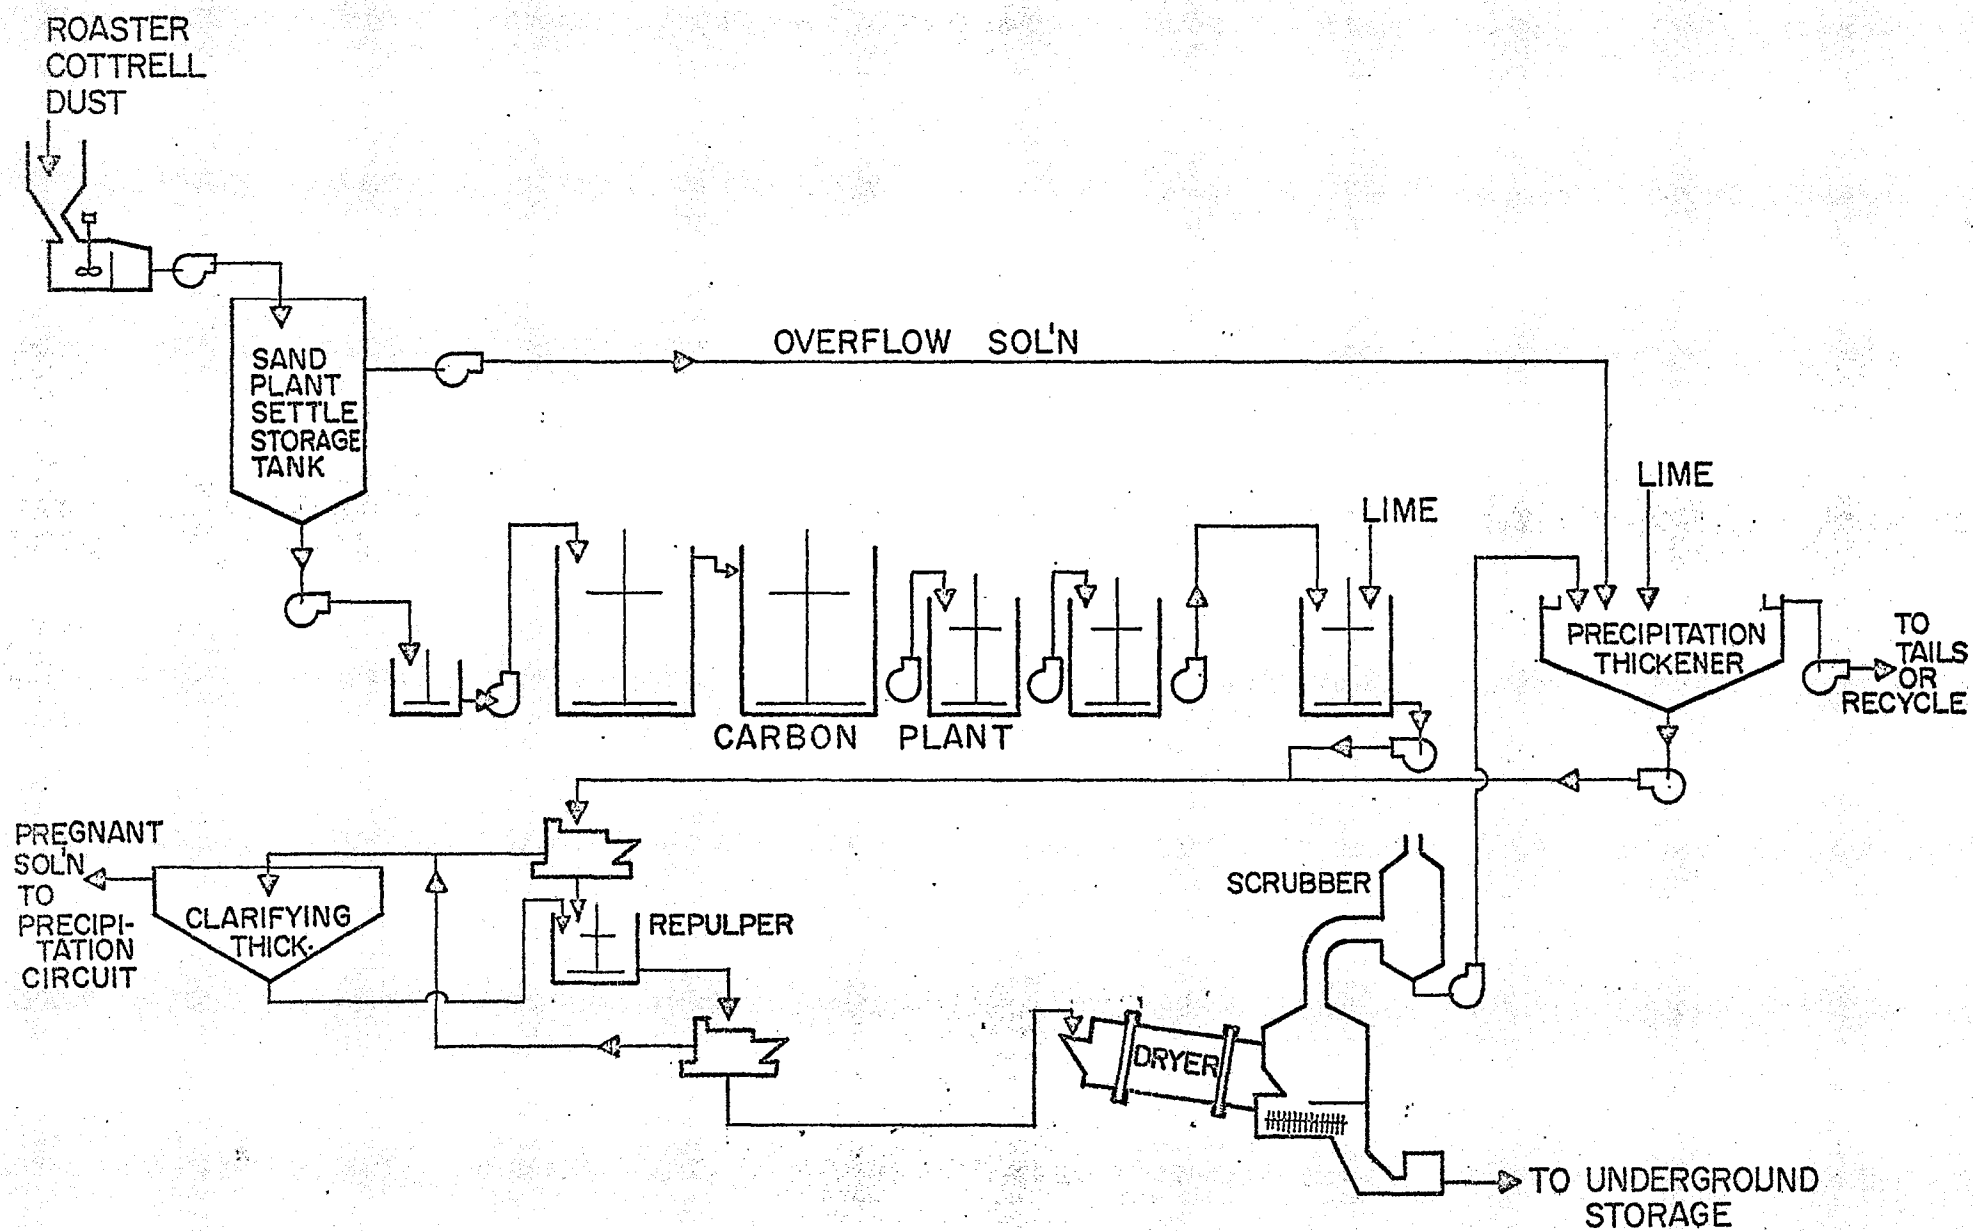 ROASTER
COTTRELL
DUST
OVERFLOW SOL'N
SAND
PLANT
SETTLE
STORAGE
TANK
LIME
LIME
PRECIPITATION
THICKENER
TO
TAILS
OR
RECYCLE
CARBON PLANT
PREGNANT
SOL'N
TO
PRECIPI-
TATION
CIRCUIT
CLARIFYING
THICK.
REPULPER
SCRUBBER
DRYER
TO UNDERGROUND
STORAGE